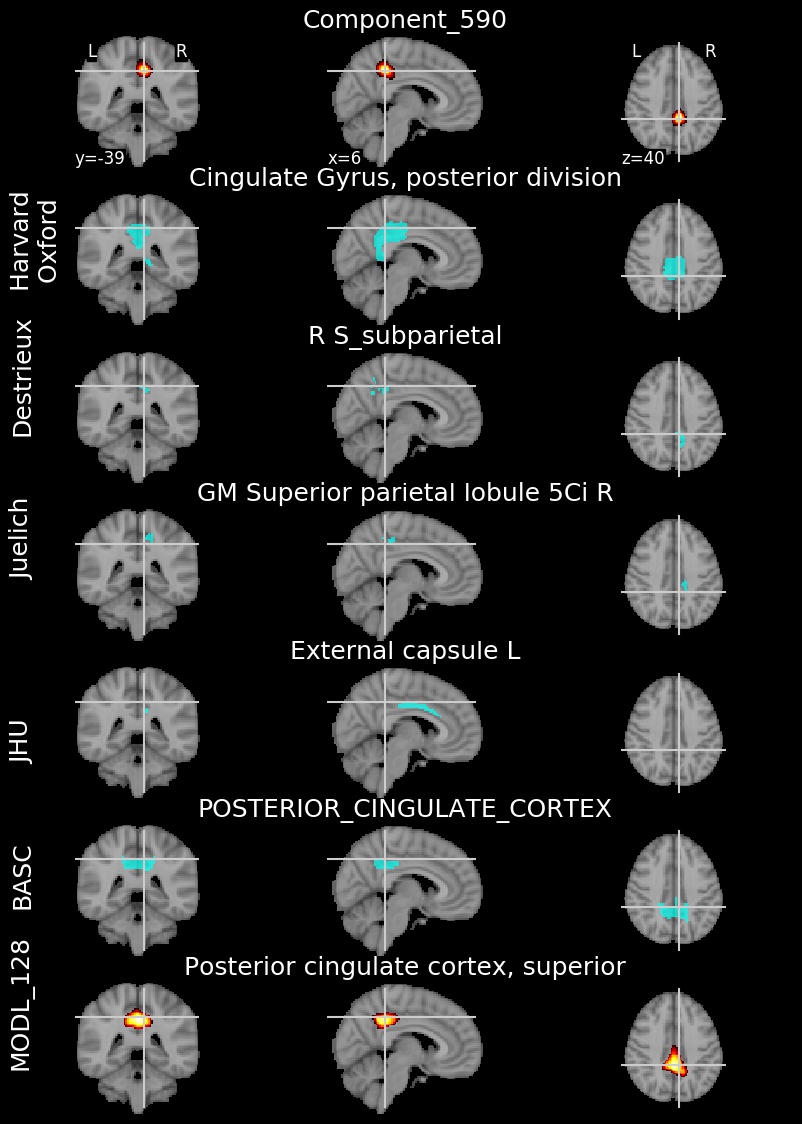 Component_590
L R L R
y=-39 x=6 z=40
Cingulate Gyrus, posterior division
Harvard
Oxford
R S_subparietal
Destrieux
GM Superior parietal lobule 5Ci R
Juelich
External capsule L
JHU
POSTERIOR_CINGULATE_CORTEX
BASC
Posterior cingulate cortex, superior
MODL_128